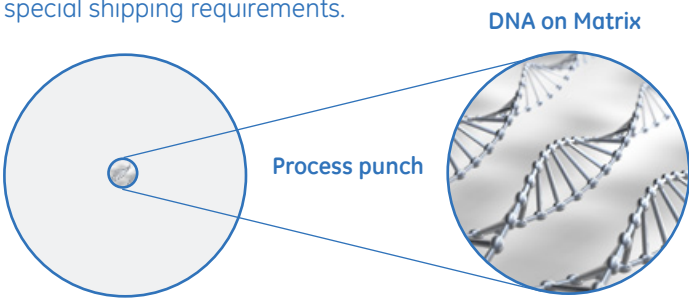 special shipping requirements.
DNA on Matrix
Process punch